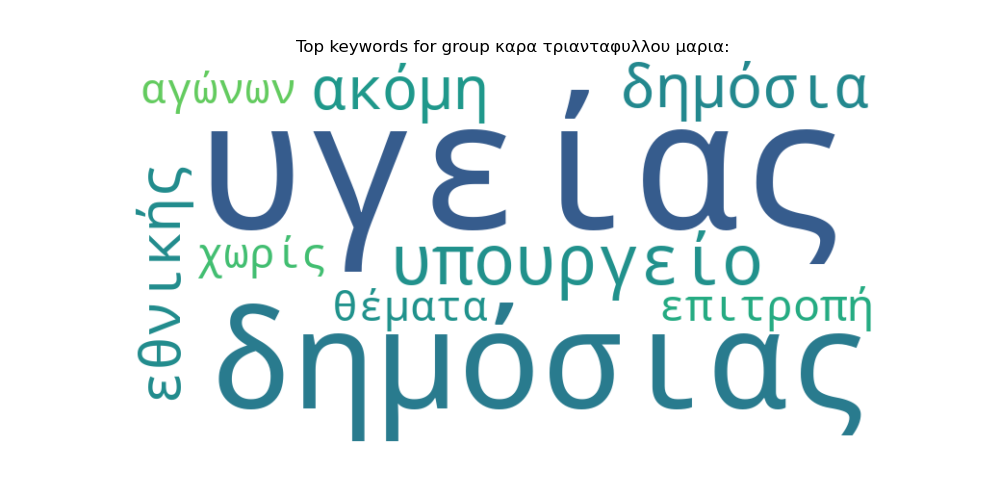 Top keywords for group καρα τριανταφυλλου μαρια:
αγώνων ακόμη δημόσια
υγείας
εθνικής
χωρίς υπουργείο
θέματα επιτροπή
δημόσιας